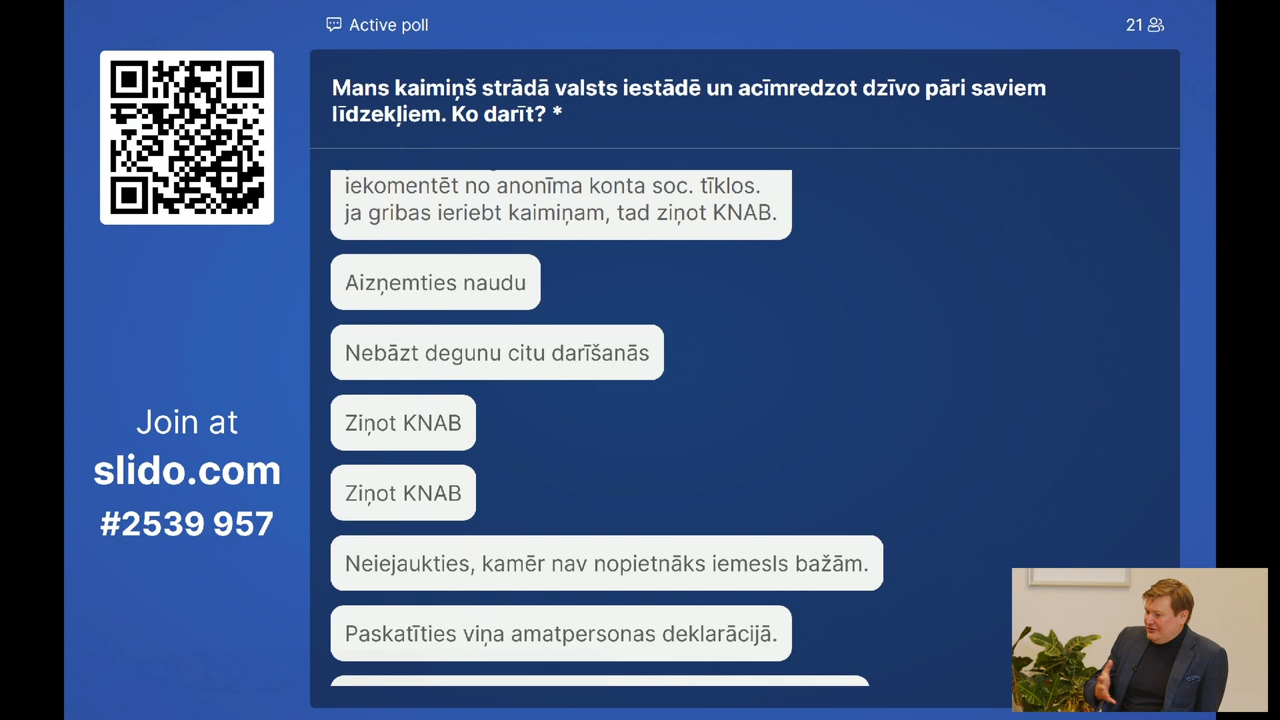 Active poll
21
Mans kaimiņš strādā valsts iestādē un acīmredzot dzīvo pāri saviem
līdzekļiem. Ko darīt? *
iekomentēt no anonīma konta soc. tīklos.
ja gribas ieriebt kaimiņam, tad ziņot KNAB.
Aizņemties naudu
Nebāzt degunu citu darīšanās
Ziņot KNAB
Ziņot KNAB
Neiejaukties, kamēr nav nopietnāks iemesls bažām.
Paskatīties viņa amatpersonas deklarācijā.
Join at
slido.com
#2539 957